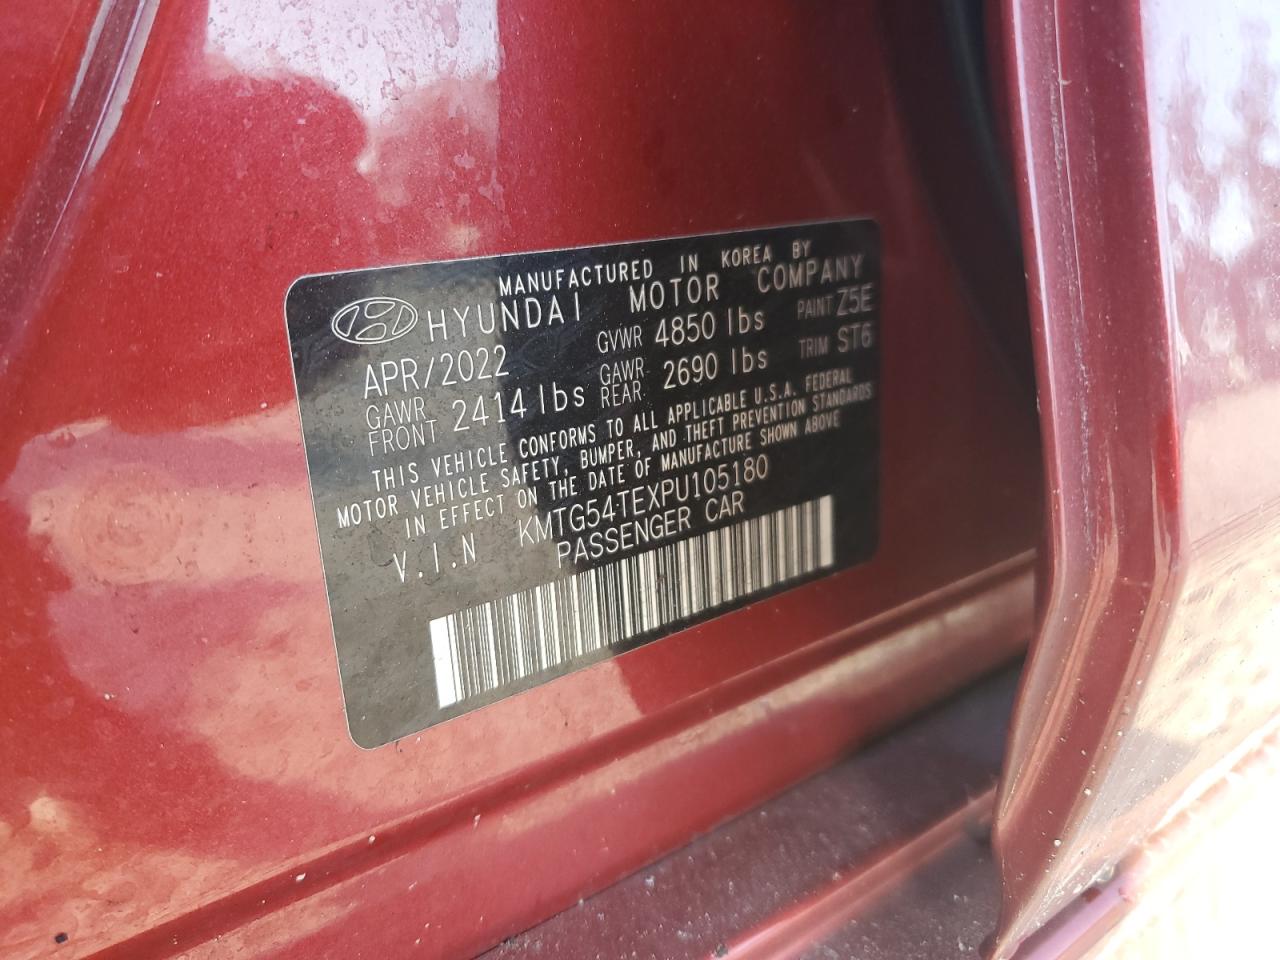 MANUFACTURED IN KOREA BY
HYUNDAI MOTOR COMPANY
APR/2022 GVWR 4850 lbs PAINT Z5E
GAWR FRONT 2414 lbs GAWR REAR 2690 lbs TRIM ST6
THIS VEHICLE CONFORMS TO ALL APPLICABLE U.S.A. FEDERAL
MOTOR VEHICLE SAFETY, BUMPER, AND THEFT PREVENTION STANDARDS
IN EFFECT ON THE DATE OF MANUFACTURE SHOWN ABOVE
V.I.N KMTG54TEXPU105180
PASSENGER CAR